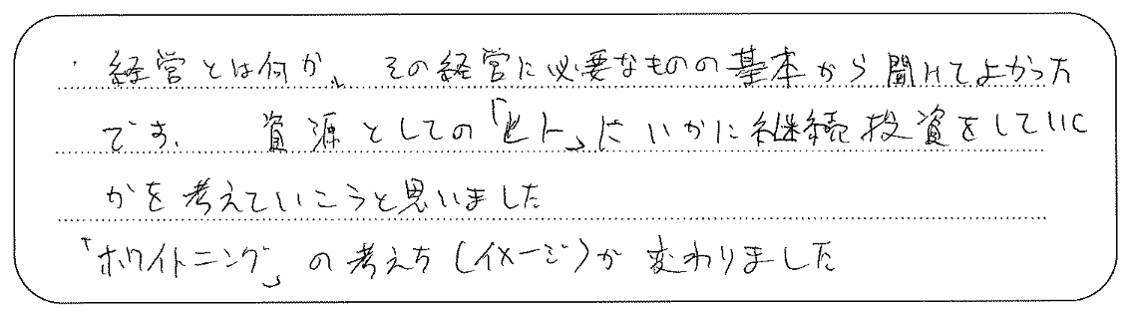 ・経営とは何か、その経営に必要なものの基本から聞けてよかった
です。 資源としての「ヒト」にいかに継続投資をしていく
かを考えていこうと思いました
「ホワイトニング」の考え方(イメージ)が変わりました